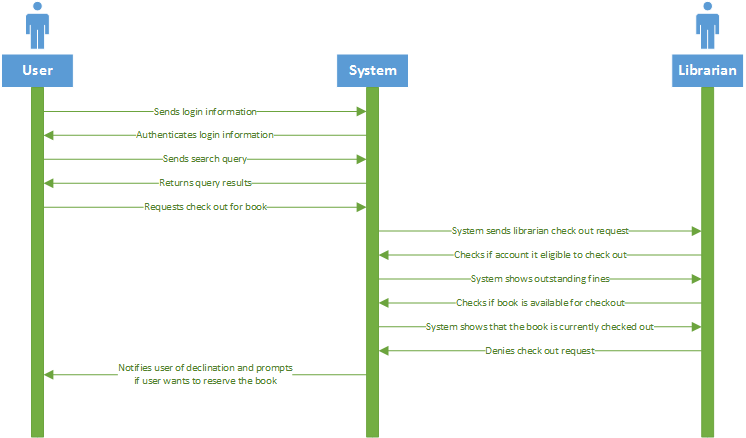 User
System
Librarian
Sends login information
Authenticates login information
Sends search query
Returns query results
Requests check out for book
System sends librarian check out request
Checks if account it eligible to check out
System shows outstanding fines
Checks if book is available for checkout
System shows that the book is currently checked out
Denies check out request
Notifies user of declination and prompts
if user wants to reserve the book